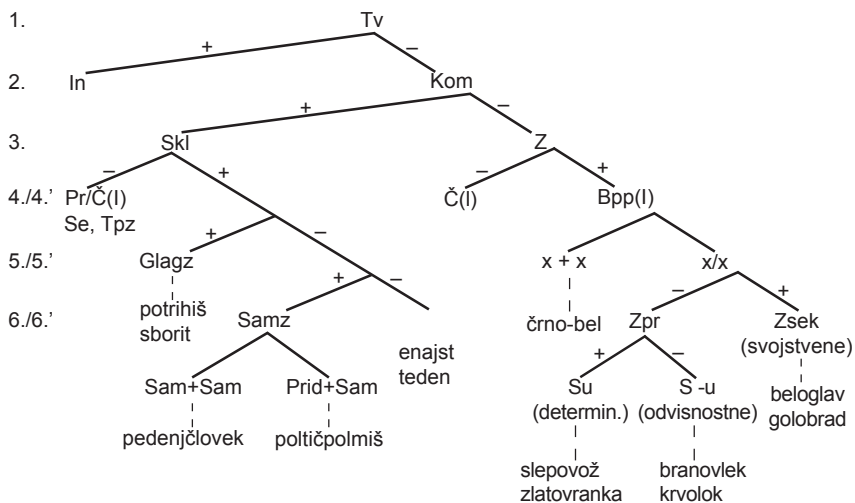 1. Tv
+ –
2. In Kom
+ –
3. Skl Z
– + – +
4./4.’ Pr/Č(I) Č(I) Bpp(I)
Se, Tpz
+ –
5./5.’ Glagz x + x x/x
potrihiš + – – +
sborit
6./6.’ Samz črno-bel Zpr Zsek
(svojstvene)
enajst + –
teden
Sam+Sam Prid+Sam Su S -u beloglav
(determin.) (odvisnostne) golobrad
pedenjčlovek poltičpolmiš
slepovož branovlek
zlatovranka krvolok